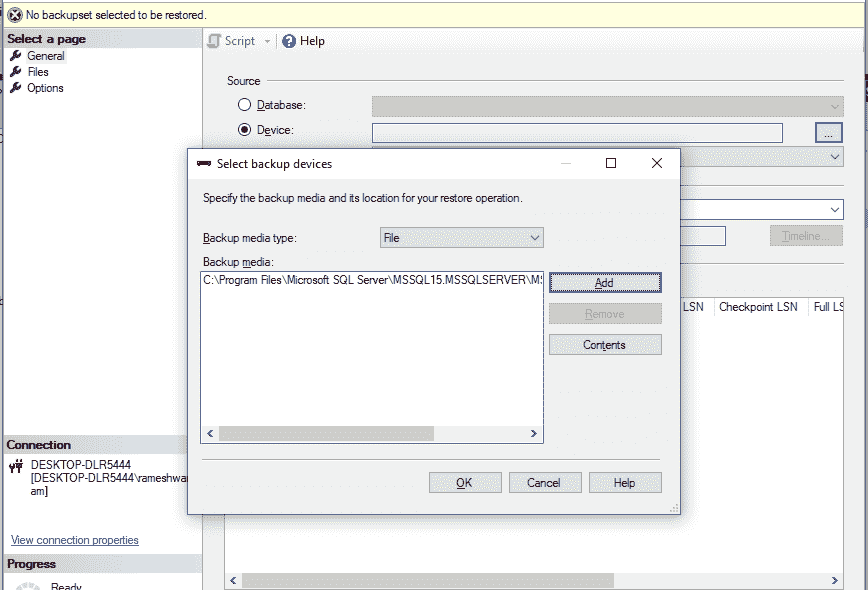 No backupset selected to be restored.
Select a page
General
Files
Options
Script
Help
Source
Database:
Device:
...
Select backup devices
Specify the backup media and its location for your restore operation.
Backup media type:
File
Backup media:
C:\Program Files\Microsoft SQL Server\MSSQL15.MSSQLSERVER\MS
Add
Remove
Contents
OK
Cancel
Help
Timeline...
LSN
Checkpoint LSN
Full LS
Connection
DESKTOP-DLR5444
[DESKTOP-DLR5444\rameshwa
am]
View connection properties
Progress
Ready